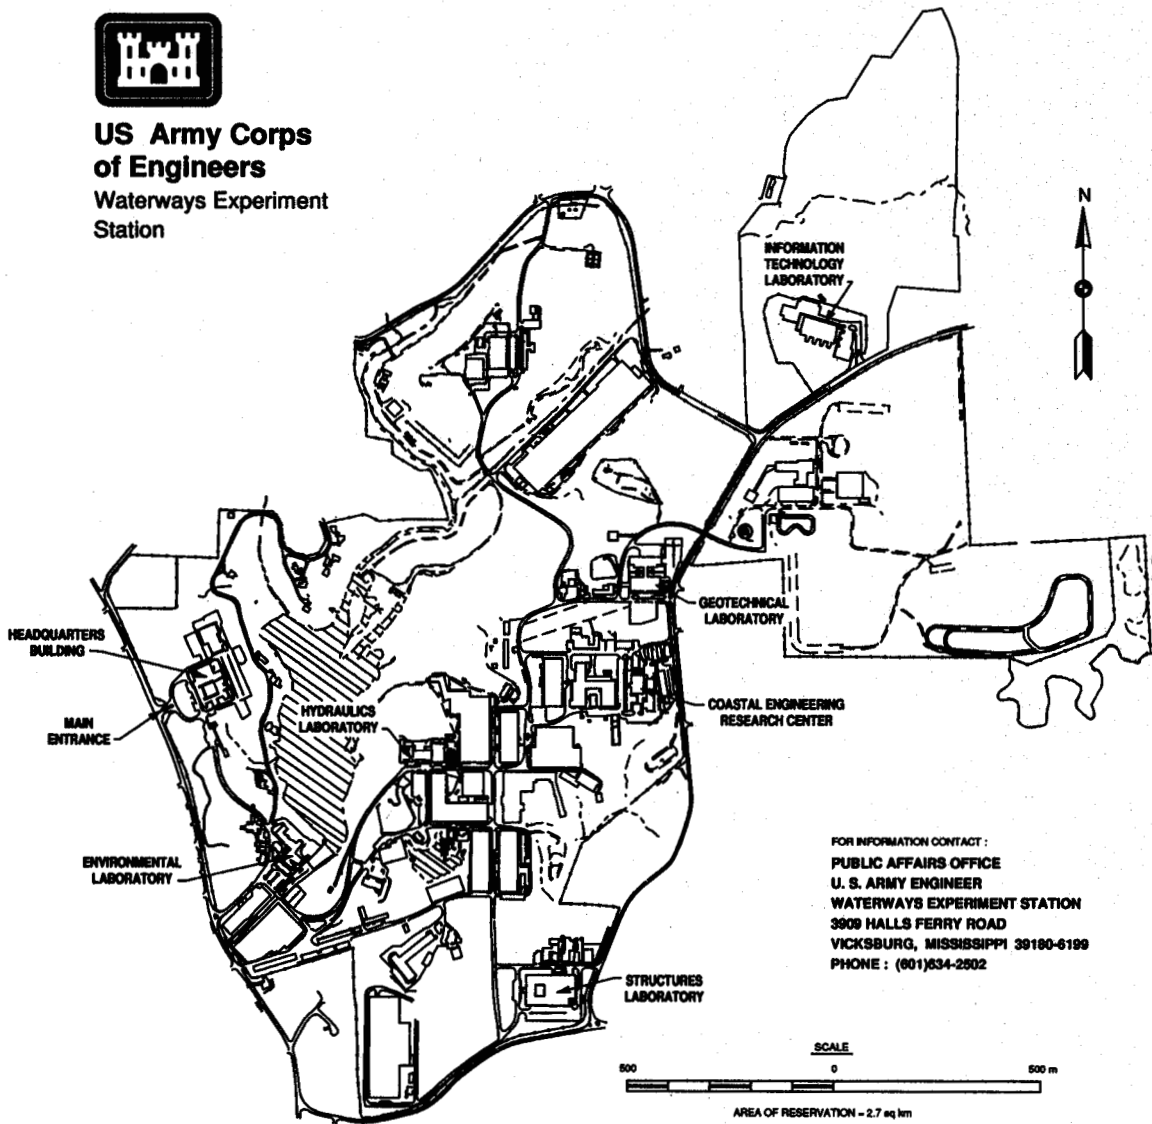 US Army Corps
of Engineers
Waterways Experiment
Station
N
INFORMATION
TECHNOLOGY
LABORATORY
GEOTECHNICAL
LABORATORY
HEADQUARTERS
BUILDING
MAIN
ENTRANCE
HYDRAULICS
LABORATORY
COASTAL ENGINEERING
RESEARCH CENTER
ENVIRONMENTAL
LABORATORY
STRUCTURES
LABORATORY
FOR INFORMATION CONTACT :
PUBLIC AFFAIRS OFFICE
U. S. ARMY ENGINEER
WATERWAYS EXPERIMENT STATION
3909 HALLS FERRY ROAD
VICKSBURG, MISSISSIPPI 39180-6199
PHONE : (601)634-2502
SCALE
500 0 500 m
AREA OF RESERVATION - 2.7 sq km